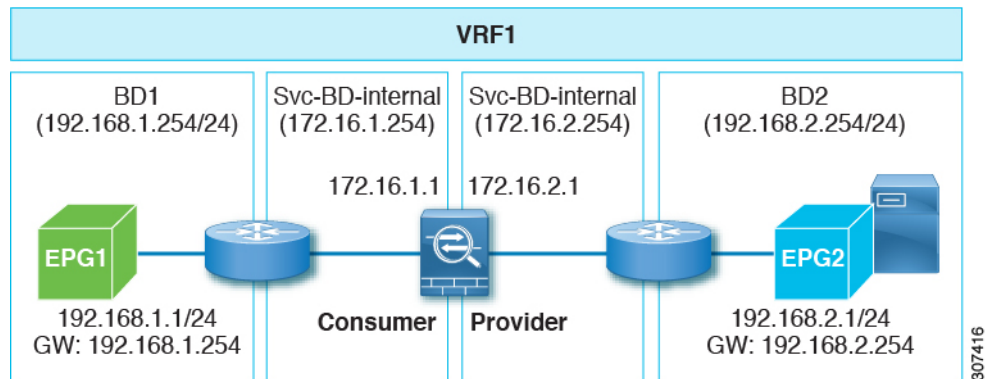 VRF1
BD1
(192.168.1.254/24)
Svc-BD-internal
(172.16.1.254)
Svc-BD-internal
(172.16.2.254)
BD2
(192.168.2.254/24)
172.16.1.1
172.16.2.1
EPG1
EPG2
192.168.1.1/24
GW: 192.168.1.254
Consumer
Provider
192.168.2.1/24
GW: 192.168.2.254
307416